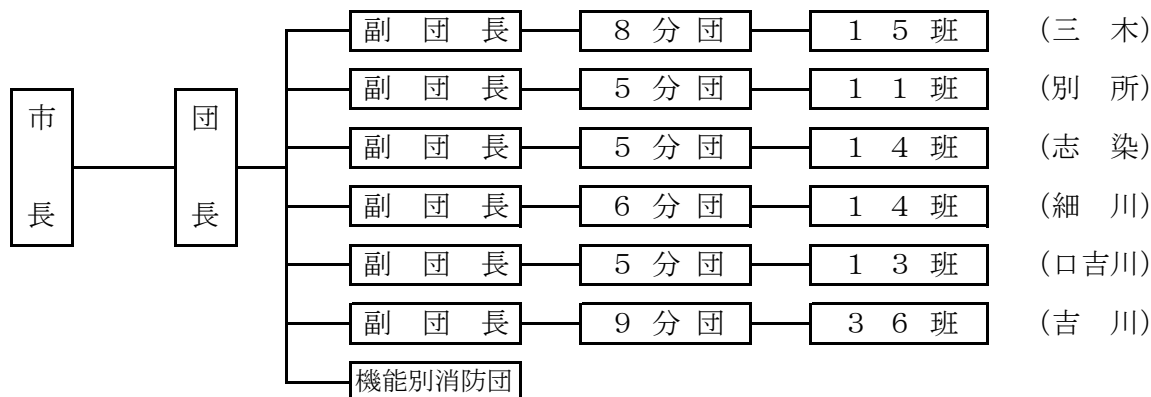 市長
団長
副団長 8分団 15班 (三木)
副団長 5分団 11班 (別所)
副団長 5分団 14班 (志染)
副団長 6分団 14班 (細川)
副団長 5分団 13班 (口吉川)
副団長 9分団 36班 (吉川)
機能別消防団